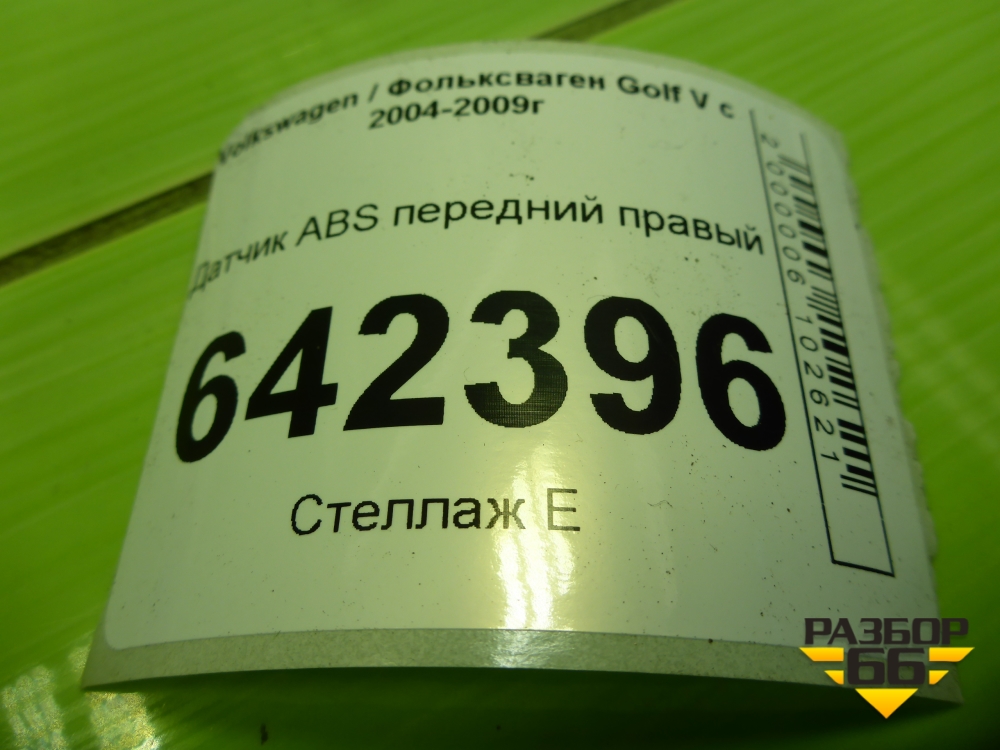 Volkswagen / Фольксваген Golf V с
2004-2009г
Датчик ABS передний правый
642396
Стеллаж E
2000006102621
РАЗБОР
66